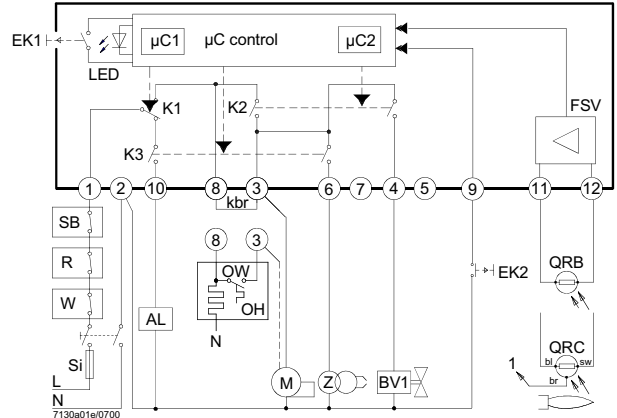 EK1
µC1
µC control
µC2
LED
FSV
K1
K2
K3
1
2
10
8
3
6
7
4
5
9
11
12
kbr
SB
R
W
Si
L
N
8
3
OW
OH
N
AL
M
Z
BV1
EK2
QRB
QRC
bl
sw
br
1
7130a01e/0700